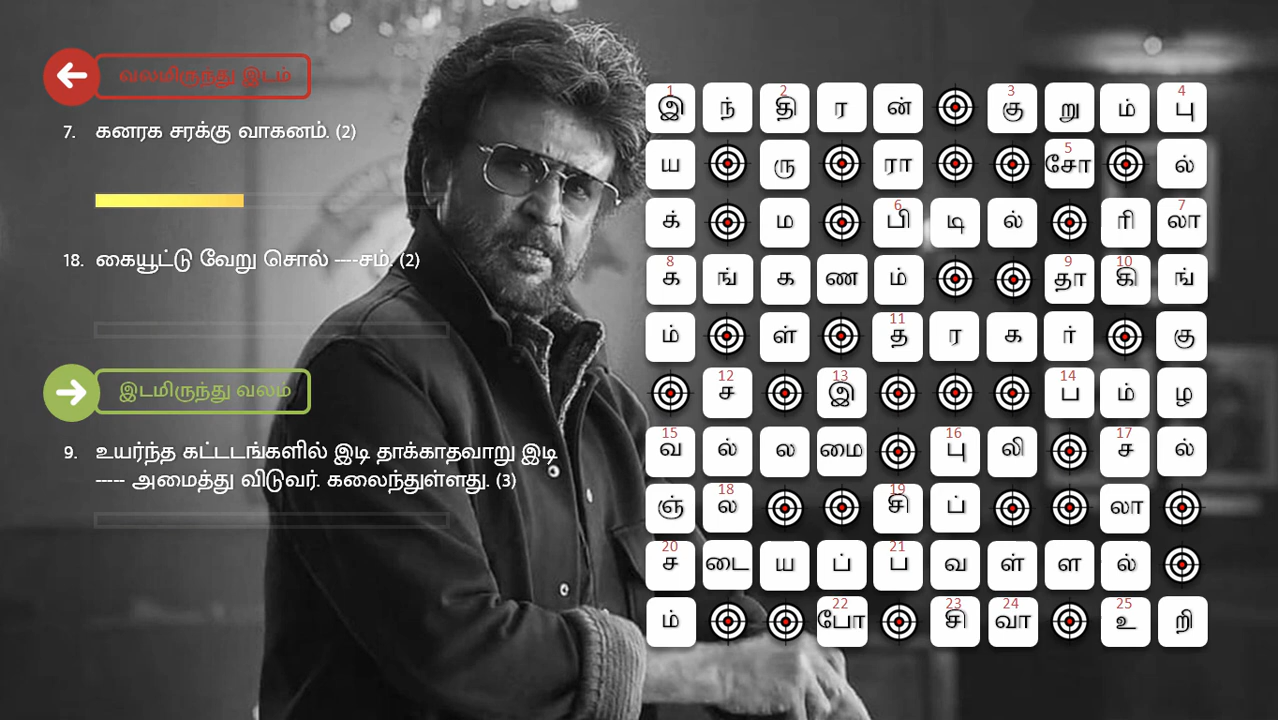 வலமிருந்து இடம்
7. கனரக சரக்கு வாகனம். (2)
18. கையூட்டு வேறு சொல் ----சம். (2)
இடமிருந்து வலம்
9. உயர்ந்த கட்டடங்களில் இடி தாக்காதவாறு இடி
----- அமைத்து விடுவர். கலைந்துள்ளது. (3)
1 2 3 4
இ ந் தி ர ன் கு று ம் பு
5
ய ரு ரா சோ ல்
6 7
க் ம பி டி ல் ரி லா
8 9 10
க ங் க ண ம் தா கி ங்
11
ம் ள் த ர க ர் கு
12 13 14
ச இ ப ம் ழ
15 16 17
வ ல் ல மை பு லி ச ல்
18 19
ஞ் ல சி ப் லா
20 21
ச டை ய ப் ப வ ள் ள ல்
22 23 24 25
ம் போ சி வா உ றி